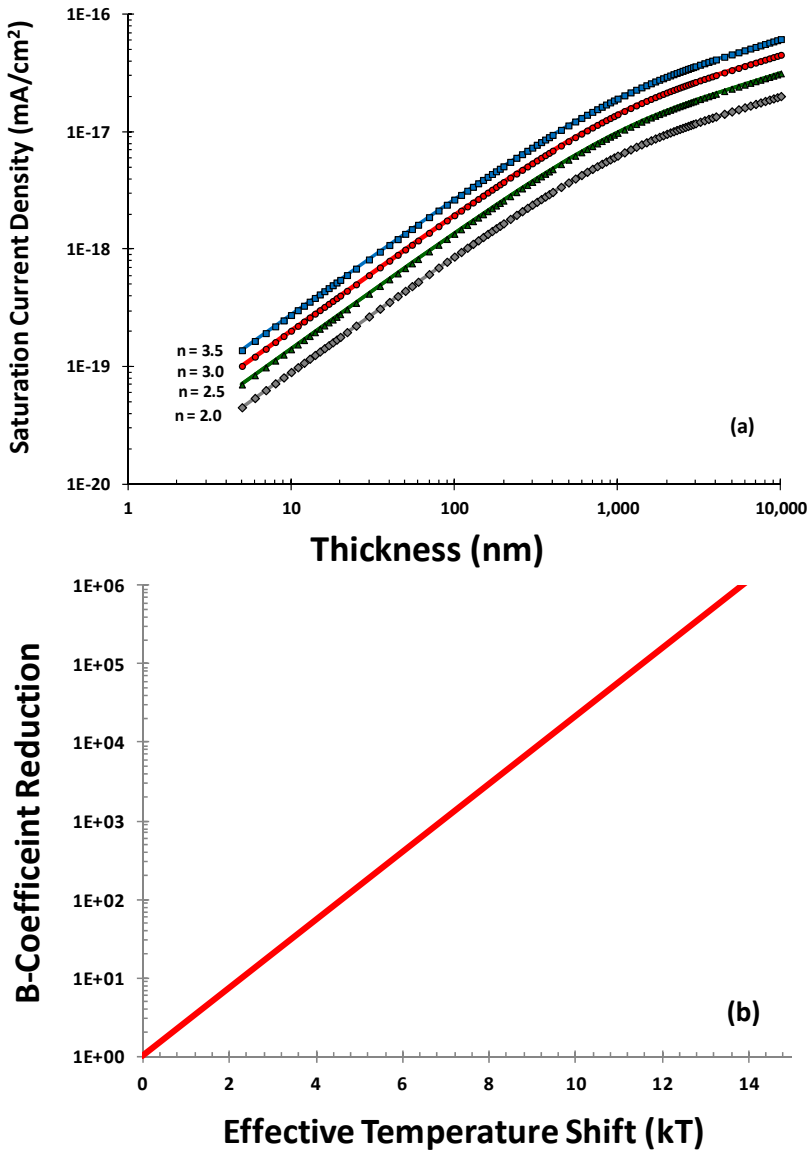 Saturation Current Density (mA/cm²)
1E-16
1E-17
1E-18
1E-19
1E-20
n = 3.5
n = 3.0
n = 2.5
n = 2.0
(a)
1 10 100 1,000 10,000
Thickness (nm)
B-Coefficeint Reduction
1E+06
1E+05
1E+04
1E+03
1E+02
1E+01
1E+00
(b)
0 2 4 6 8 10 12 14
Effective Temperature Shift (kT)